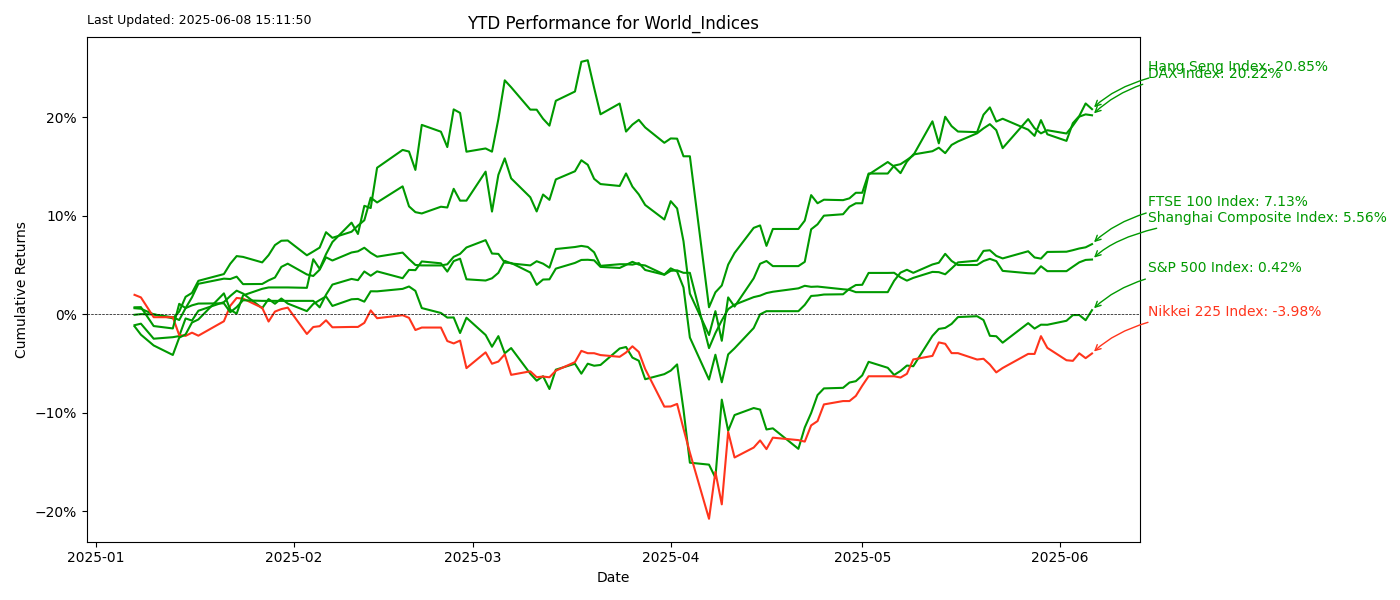 Last Updated: 2025-06-08 15:11:50
YTD Performance for World_Indices
Hang Seng Index: 20.85%
DAX Index: 20.22%
20%
FTSE 100 Index: 7.13%
10%
Shanghai Composite Index: 5.56%
S&P 500 Index: 0.42%
Nikkei 225 Index: -3.98%
0%
−10%
−20%
Cumulative Returns
2025-01
2025-02
2025-03
2025-04
2025-05
2025-06
Date